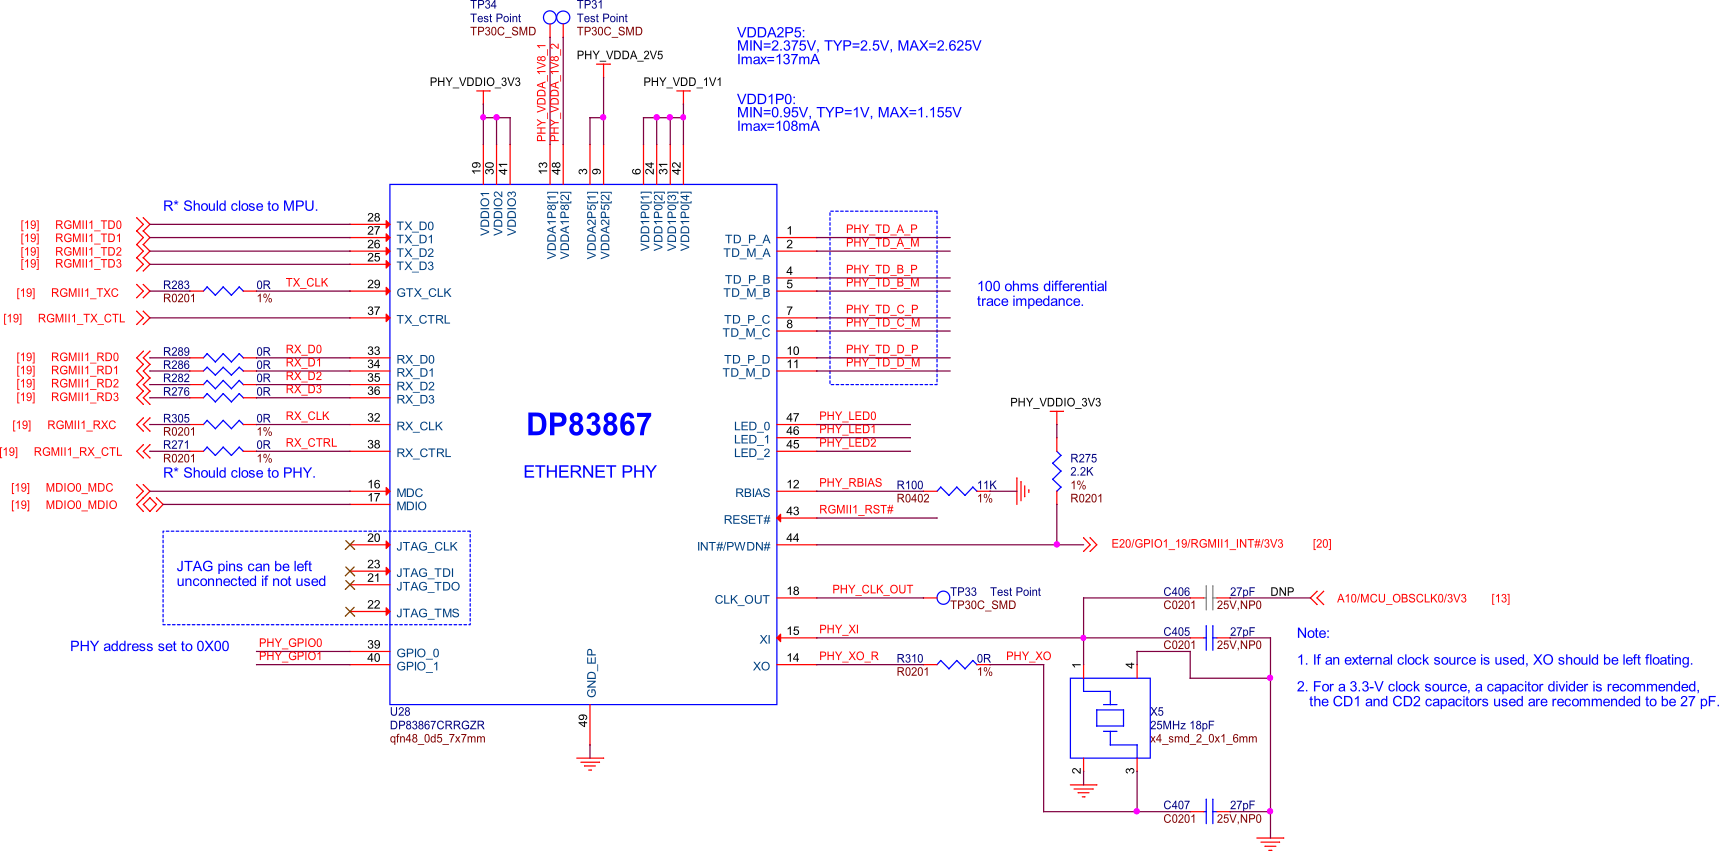 TP34
Test Point
TP30C_SMD
TP31
Test Point
TP30C_SMD
VDDA2P5:
MIN=2.375V, TYP=2.5V, MAX=2.625V
Imax=137mA
VDD1P0:
MIN=0.95V, TYP=1V, MAX=1.155V
Imax=108mA
PHY_VDDIO_3V3
PHY_VDDA_1V8_1
PHY_VDDA_1V8_2
PHY_VDDA_2V5
PHY_VDD_1V1
19 30 41 13 48 3 9 6 24 31 42
VDDIO1
VDDIO2
VDDIO3
VDDA1P8[1]
VDDA1P8[2]
VDDA2P5[1]
VDDA2P5[2]
VDD1P0[1]
VDD1P0[2]
VDD1P0[3]
VDD1P0[4]
R* Should close to MPU.
[19] RGMII1_TD0 28 TX_D0
[19] RGMII1_TD1 27 TX_D1
[19] RGMII1_TD2 26 TX_D2
[19] RGMII1_TD3 25 TX_D3
[19] RGMII1_TXC R283 0R TX_CLK 29 GTX_CLK
R0201 1%
[19] RGMII1_TX_CTL 37 TX_CTRL
[19] RGMII1_RD0 R289 0R RX_D0 33 RX_D0
[19] RGMII1_RD1 R286 0R RX_D1 34 RX_D1
[19] RGMII1_RD2 R282 0R RX_D2 35 RX_D2
[19] RGMII1_RD3 R276 0R RX_D3 36 RX_D3
[19] RGMII1_RXC R305 0R RX_CLK 32 RX_CLK
R0201 1%
[19] RGMII1_RX_CTL R271 0R RX_CTRL 38 RX_CTRL
R0201 1%
R* Should close to PHY.
[19] MDIO0_MDC 16 MDC
[19] MDIO0_MDIO 17 MDIO
JTAG pins can be left
unconnected if not used
20 JTAG_CLK
23 JTAG_TDI
21 JTAG_TDO
22 JTAG_TMS
PHY address set to 0X00
PHY_GPIO0 39 GPIO_0
PHY_GPIO1 40 GPIO_1
DP83867
ETHERNET PHY
GND_EP
49
U28
DP83867CRRGZR
qfn48_0d5_7x7mm
TD_P_A 1 PHY_TD_A_P
TD_M_A 2 PHY_TD_A_M
TD_P_B 4 PHY_TD_B_P
TD_M_B 5 PHY_TD_B_M
TD_P_C 7 PHY_TD_C_P
TD_M_C 8 PHY_TD_C_M
TD_P_D 10 PHY_TD_D_P
TD_M_D 11 PHY_TD_D_M
100 ohms differential
trace impedance.
LED_0 47 PHY_LED0
LED_1 46 PHY_LED1
LED_2 45 PHY_LED2
PHY_VDDIO_3V3
R275
2.2K
1%
R0201
RBIAS 12 PHY_RBIAS R100 11K
R0402 1%
RESET# 43 RGMII1_RST#
INT#/PWDN# 44 E20/GPIO1_19/RGMII1_INT#/3V3 [20]
CLK_OUT 18 PHY_CLK_OUT TP33 Test Point
TP30C_SMD
C406 27pF DNP A10/MCU_OBSCLK0/3V3 [13]
C0201 25V,NP0
XI 15 PHY_XI C405 27pF
C0201 25V,NP0
XO 14 PHY_XO_R R310 0R PHY_XO
R0201 1%
1 4
X5
25MHz 18pF
x4_smd_2_0x1_6mm
2 3
C407 27pF
C0201 25V,NP0
Note:
1. If an external clock source is used, XO should be left floating.
2. For a 3.3-V clock source, a capacitor divider is recommended,
the CD1 and CD2 capacitors used are recommended to be 27 pF.